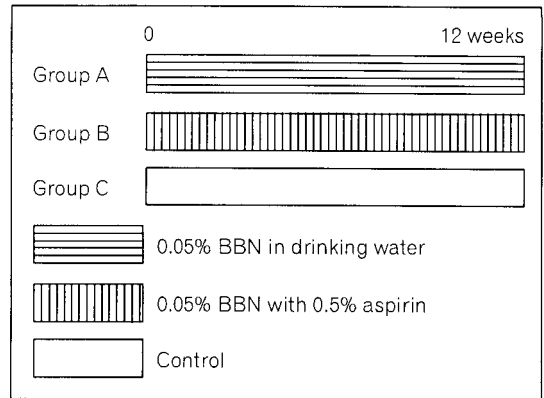 0 12 weeks
Group A
Group B
Group C
0.05% BBN in drinking water
0.05% BBN with 0.5% aspirin
Control